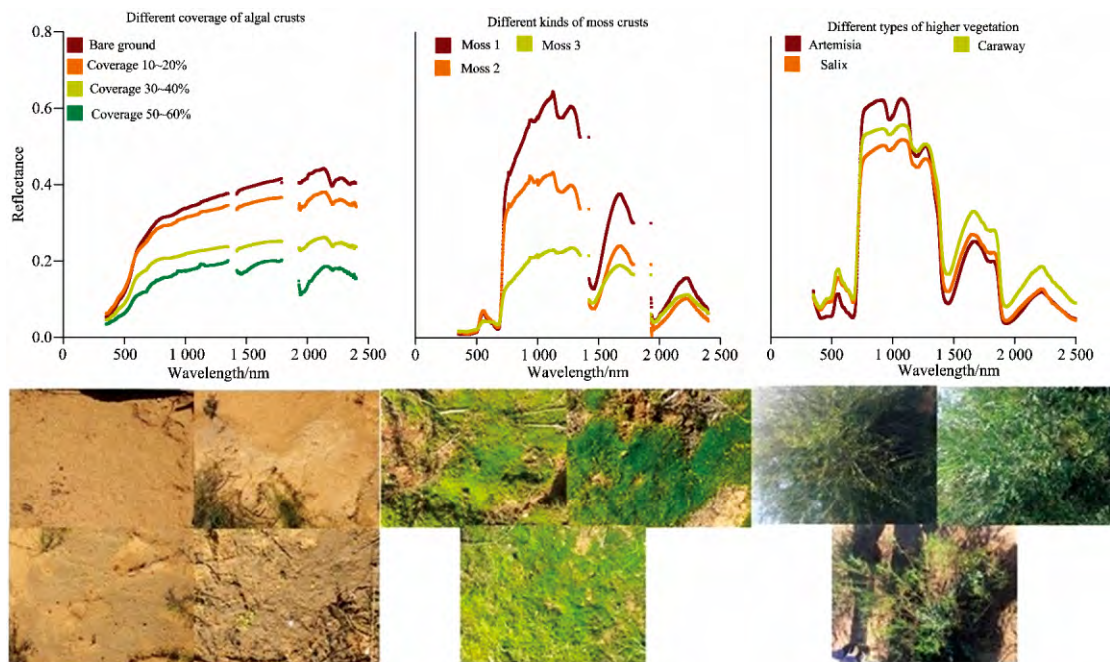 Different coverage of algal crusts
Bare ground
Coverage 10~20%
Coverage 30~40%
Coverage 50~60%
Reflcetance
0.8
0.6
0.4
0.2
0.0
0
500
1 000
1 500
2 000
2 500
Wavelength/nm
Different kinds of moss crusts
Moss 1
Moss 3
Moss 2
0
500
1 000
1 500
2 000
2 500
Wavelength/nm
Different types of higher vegetation
Artemisia
Caraway
Salix
0
500
1 000
1 500
2 000
2 500
Wavelength/nm